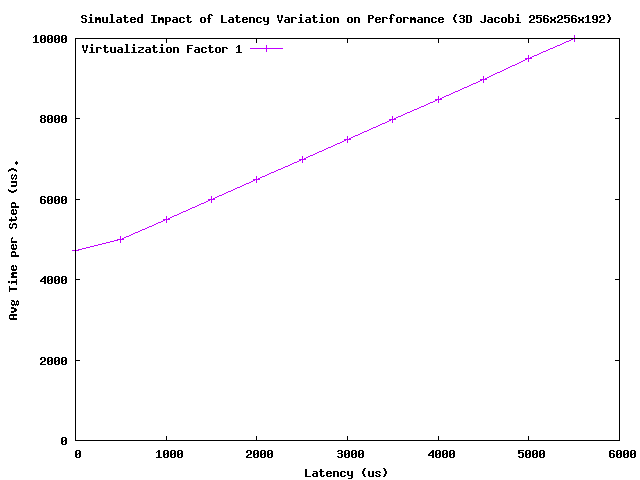 Simulated Impact of Latency Variation on Performance (3D Jacobi 256x256x192)
Virtualization Factor 1
10000
8000
6000
4000
2000
0
Avg Time per Step (us).
0 1000 2000 3000 4000 5000 6000
Latency (us)